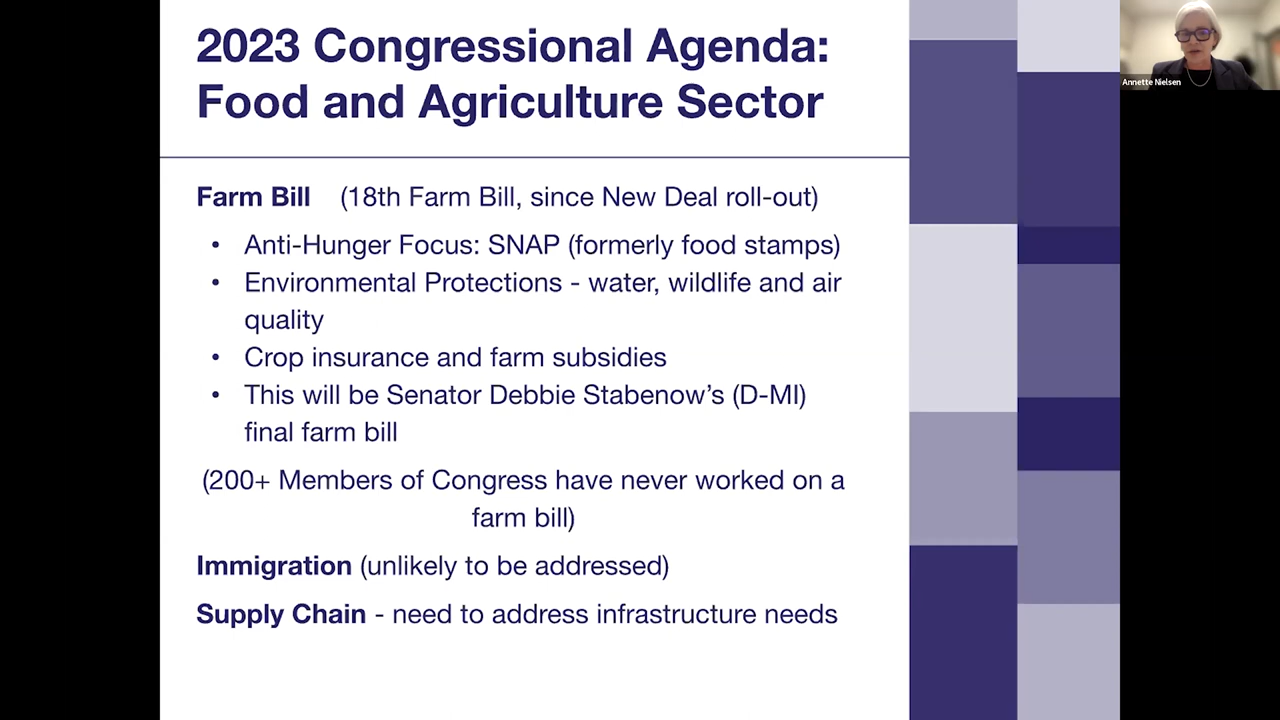 2023 Congressional Agenda:
Food and Agriculture Sector
Annette Nielsen
Farm Bill (18th Farm Bill, since New Deal roll-out)
• Anti-Hunger Focus: SNAP (formerly food stamps)
• Environmental Protections - water, wildlife and air
quality
• Crop insurance and farm subsidies
• This will be Senator Debbie Stabenow’s (D-MI)
final farm bill
(200+ Members of Congress have never worked on a
farm bill)
Immigration (unlikely to be addressed)
Supply Chain - need to address infrastructure needs